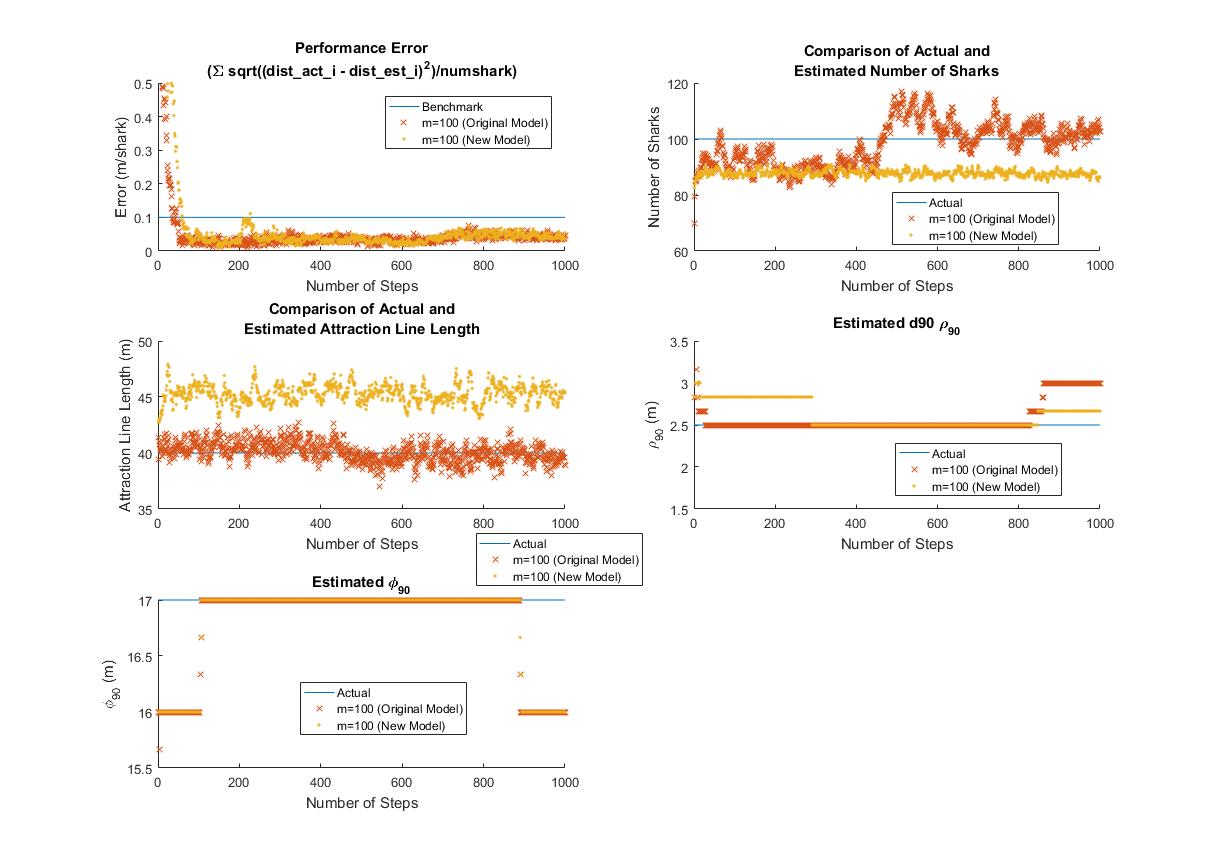 Performance Error
(Σ sqrt((dist_act_i - dist_est_i)²)/numshark)
0.5
0.4
0.3
0.2
0.1
0
Error (m/shark)
Benchmark
m=100 (Original Model)
m=100 (New Model)
0 200 400 600 800 1000
Number of Steps
Comparison of Actual and
Estimated Number of Sharks
120
100
80
60
Number of Sharks
Actual
m=100 (Original Model)
m=100 (New Model)
0 200 400 600 800 1000
Number of Steps
Comparison of Actual and
Estimated Attraction Line Length
50
45
40
35
Attraction Line Length (m)
0 200 400 600 800 1000
Number of Steps
Actual
m=100 (Original Model)
m=100 (New Model)
Estimated d90 ρ90
3.5
3
2.5
2
1.5
ρ90 (m)
Actual
m=100 (Original Model)
m=100 (New Model)
0 200 400 600 800 1000
Number of Steps
Estimated ϕ90
17
16.5
16
15.5
ϕ90 (m)
Actual
m=100 (Original Model)
m=100 (New Model)
0 200 400 600 800 1000
Number of Steps